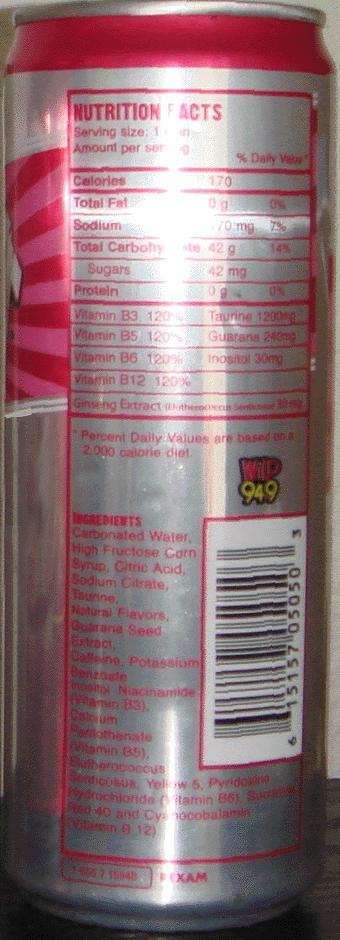 NUTRITION FACTS
Serving size: 1
Amount per
% Daily Value *
Calories 170
Total Fat 0 g 0%
Sodium 70 mg 7%
Total 42 g 14%
Sugars 42 mg
Protein 0 g 0%
Vitamin B3 120% Taurine 1200mg
Vitamin B5 120% Guarana 240mg
Vitamin B6 120% Inositol 30mg
Vitamin B12 120%
Ginseng Extract (Eleutherococcus Senticosus)
* Percent Daily Values are based on a
2,000 calorie diet.
WiLD
94.9
INGREDIENTS
Carbonated Water,
High Fructose Corn
Syrup, Citric Acid,
Sodium Citrate,
Taurine,
Natural Flavors,
Guarana Seed
Extract,
Caffeine, Potassium
Benzoate
Inositol Niacinamide
(Vitamin B3),
Calcium
Pantothenate
(Vitamin B5),
Eleutherococcus
Senticosus, Yellow 5, Pyridoxine
Hydrochloride (Vitamin B6), Sucralose
Red 40 and Cyanocobalamin
(Vitamin B 12).
6 15157 05050 3
REXAM